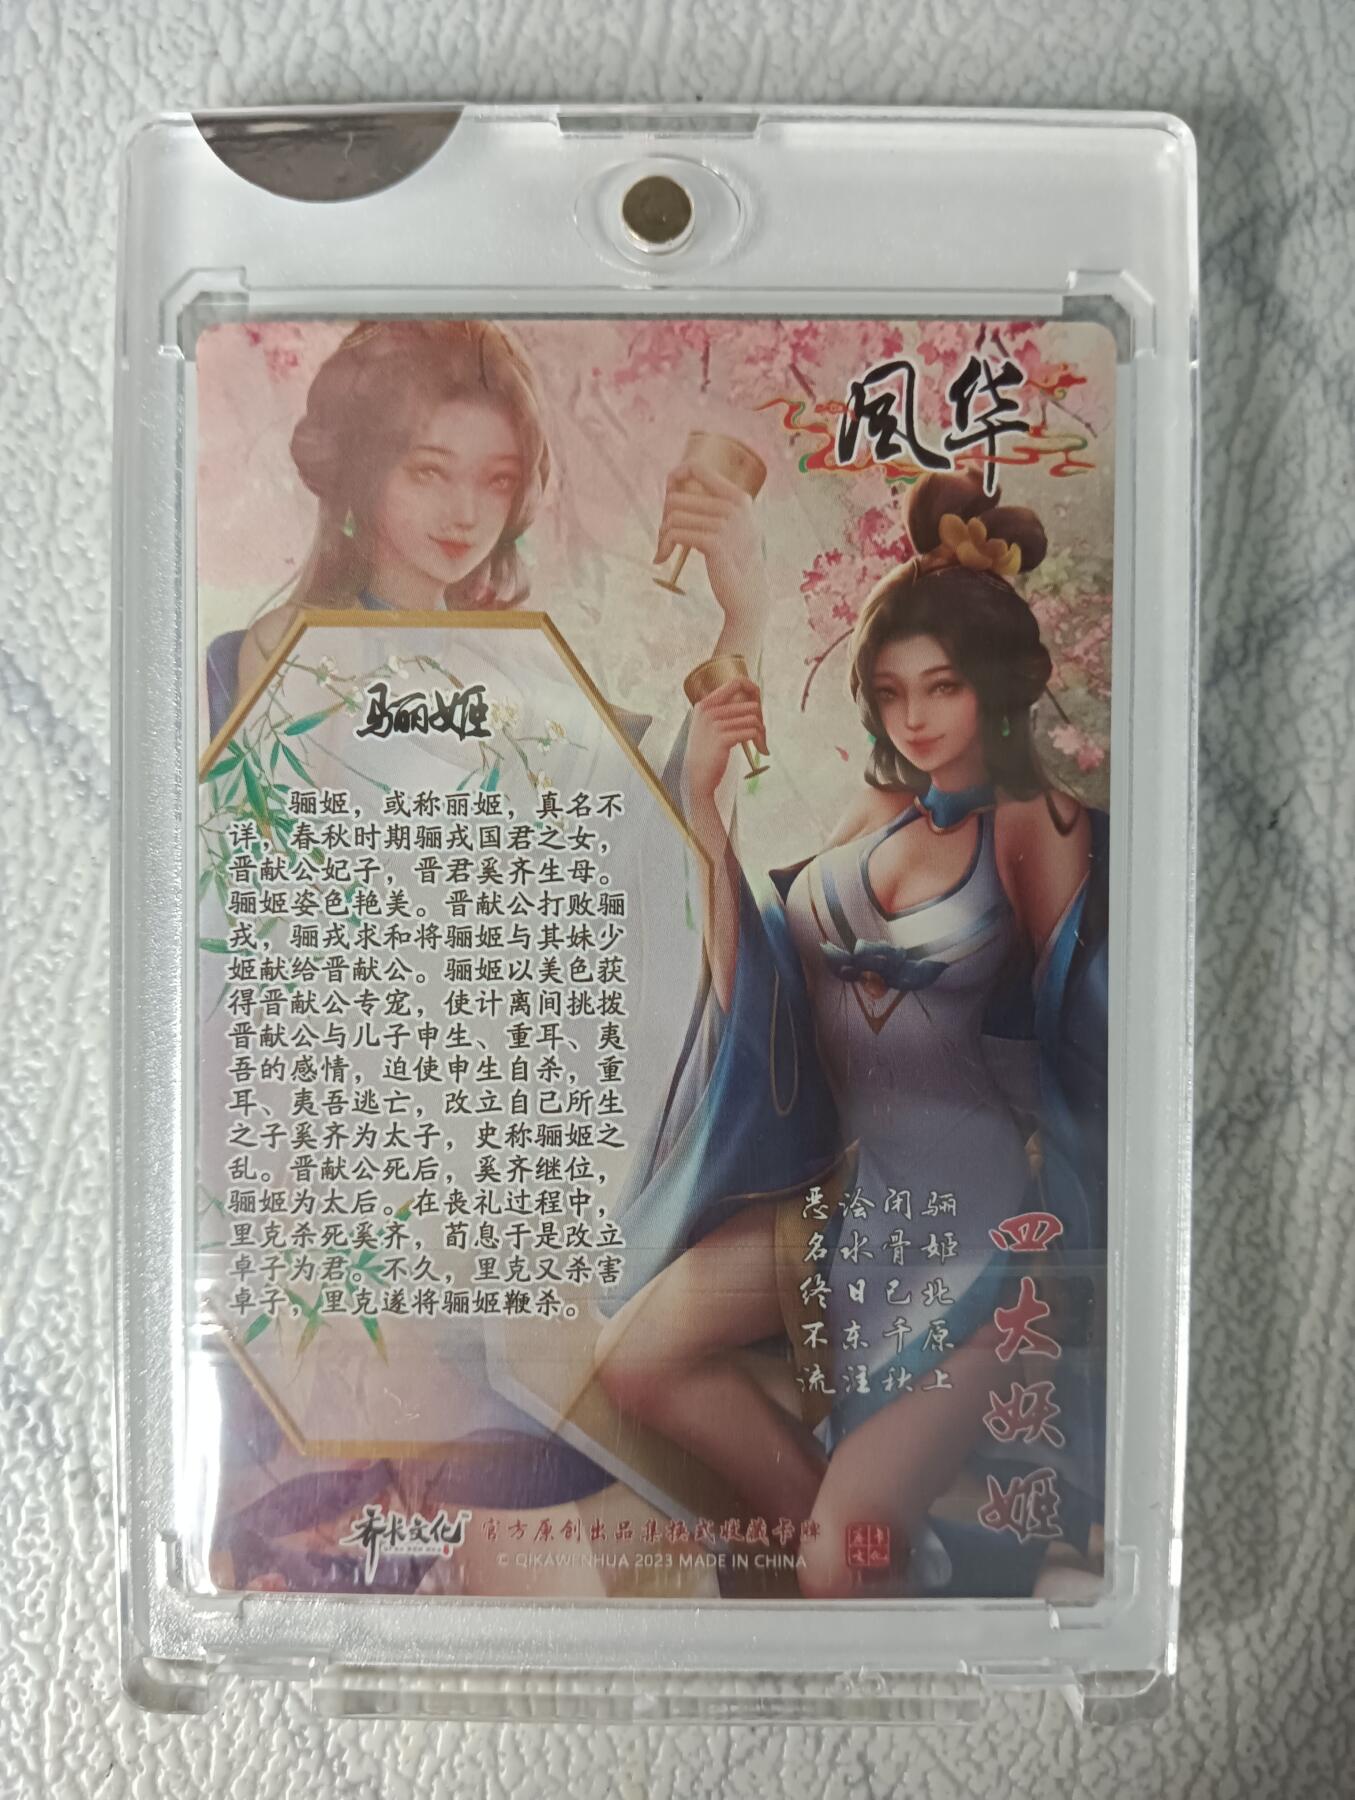 风华
骊姬
骊姬，或称丽姬，真名不
详，春秋时期骊戎国君之女，
晋献公妃子，晋君奚齐生母。
骊姬姿色艳美。晋献公打败骊
戎，骊戎求和将骊姬与其妹少
姬献给晋献公。骊姬以美色获
得晋献公专宠，使计离间挑拨
晋献公与儿子申生、重耳、夷
吾的感情，迫使申生自杀，重
耳、夷吾逃亡，改立自己所生
之子奚齐为太子，史称骊姬之
乱。晋献公死后，奚齐继位，
骊姬为太后。在丧礼过程中，
里克杀死奚齐，荀息于是改立
卓子为君。不久，里克又杀害
卓子，里克遂将骊姬鞭杀。
四大妖姬
骊姬北原上
闭骨已千秋
浍水日东注
恶名终不流
齐卡文化
官方原创出品集换式收藏卡牌
© QIKAWENHUA 2023 MADE IN CHINA